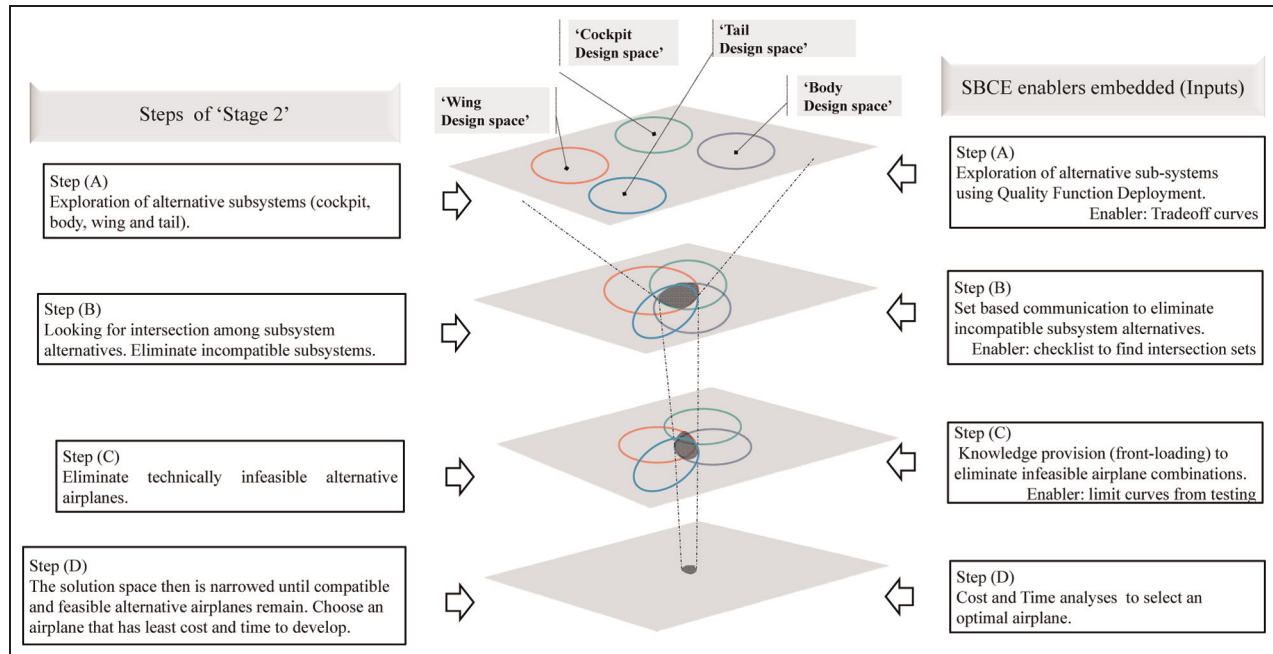 ‘Cockpit
Design space’
‘Tail
Design space’
‘Wing
Design space’
‘Body
Design space’
Steps of ‘Stage 2’
Step (A)
Exploration of alternative subsystems (cockpit,
body, wing and tail).
Step (B)
Looking for intersection among subsystem
alternatives. Eliminate incompatible subsystems.
Step (C)
Eliminate technically infeasible alternative
airplanes.
Step (D)
The solution space then is narrowed until compatible
and feasible alternative airplanes remain. Choose an
airplane that has least cost and time to develop.
SBCE enablers embedded (Inputs)
Step (A)
Exploration of alternative sub-systems
using Quality Function Deployment.
Enabler: Tradeoff curves
Step (B)
Set based communication to eliminate
incompatible subsystem alternatives.
Enabler: checklist to find intersection sets
Step (C)
Knowledge provision (front-loading) to
eliminate infeasible airplane combinations.
Enabler: limit curves from testing
Step (D)
Cost and Time analyses to select an
optimal airplane.